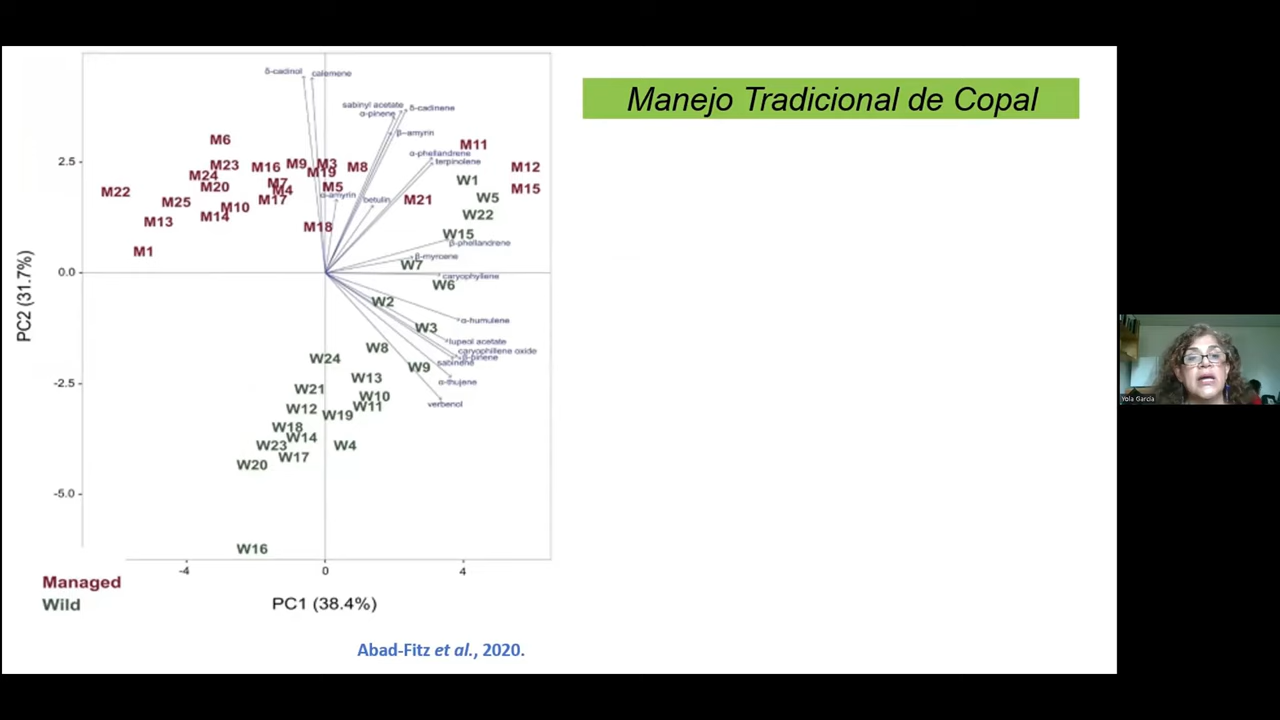 Manejo Tradicional de Copal
δ-cadinol
calemene
sabinyl acetate
δ-cadinene
α-pinene
β-amyrin
M6
M11
α-phellandrene
2.5
M23
M16
M9
M3
M8
terpinolene
M12
M24
M19
W1
M22
M20
M7
M4
M5
M15
α-amyrin
M25
M10
M17
betulin
M21
W5
M13
M14
W22
M18
W15
M1
β-phellandrene
β-myrcene
W7
0.0
caryophyllene
W6
W2
α-humulene
W3
lupeol acetate
W8
caryophillene oxide
W24
β-pinene
sabinene
W9
-2.5
W13
α-thujene
W21
W10
verbenol
W12
W11
W19
W18
W14
W23
W4
W17
W20
-5.0
W16
-4
0
4
PC2 (31.7%)
Managed
Wild
PC1 (38.4%)
Abad-Fitz et al., 2020.
Yola García